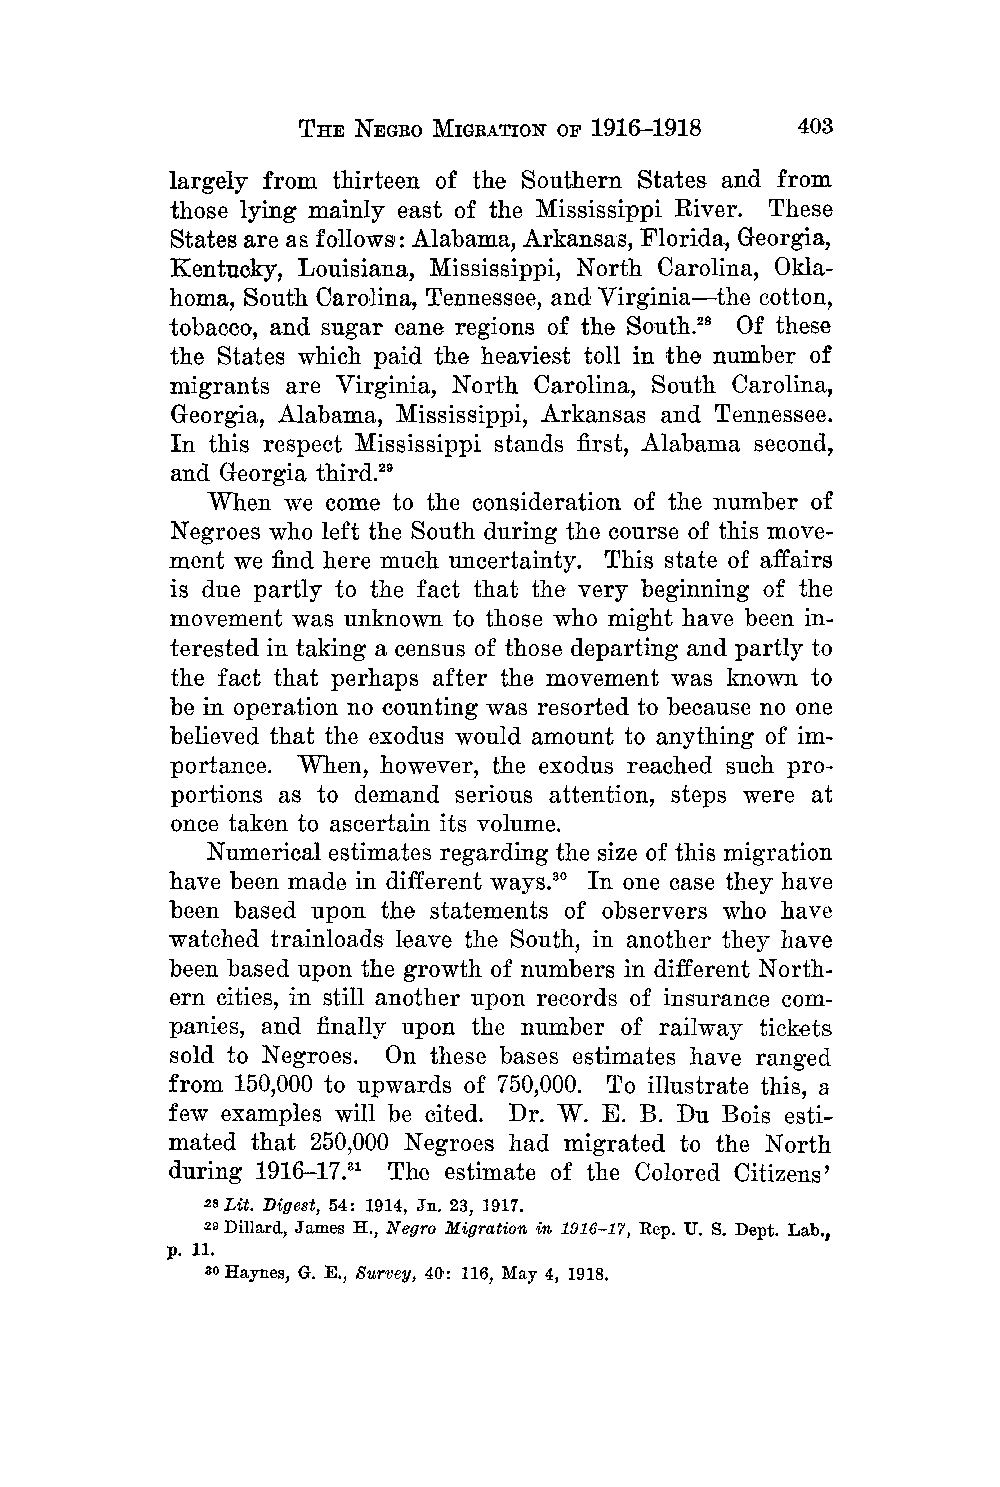 THE NEGRO MIGRATION OF 1916–1918 403
largely from thirteen of the Southern States and from
those lying mainly east of the Mississippi River. These
States are as follows: Alabama, Arkansas, Florida, Georgia,
Kentucky, Louisiana, Mississippi, North Carolina, Okla-
homa, South Carolina, Tennessee, and Virginia—the cotton,
tobacco, and sugar cane regions of the South.²⁸ Of these
the States which paid the heaviest toll in the number of
migrants are Virginia, North Carolina, South Carolina,
Georgia, Alabama, Mississippi, Arkansas and Tennessee.
In this respect Mississippi stands first, Alabama second,
and Georgia third.²⁹
When we come to the consideration of the number of
Negroes who left the South during the course of this move-
ment we find here much uncertainty. This state of affairs
is due partly to the fact that the very beginning of the
movement was unknown to those who might have been in-
terested in taking a census of those departing and partly to
the fact that perhaps after the movement was known to
be in operation no counting was resorted to because no one
believed that the exodus would amount to anything of im-
portance. When, however, the exodus reached such pro-
portions as to demand serious attention, steps were at
once taken to ascertain its volume.
Numerical estimates regarding the size of this migration
have been made in different ways.³⁰ In one case they have
been based upon the statements of observers who have
watched trainloads leave the South, in another they have
been based upon the growth of numbers in different North-
ern cities, in still another upon records of insurance com-
panies, and finally upon the number of railway tickets
sold to Negroes. On these bases estimates have ranged
from 150,000 to upwards of 750,000. To illustrate this, a
few examples will be cited. Dr. W. E. B. Du Bois esti-
mated that 250,000 Negroes had migrated to the North
during 1916–17.³¹ The estimate of the Colored Citizens'
²⁸ Lit. Digest, 54: 1914, Jn. 23, 1917.
²⁹ Dillard, James H., Negro Migration in 1916–17, Rep. U. S. Dept. Lab.,
p. 11.
³⁰ Haynes, G. E., Survey, 40: 116, May 4, 1918.